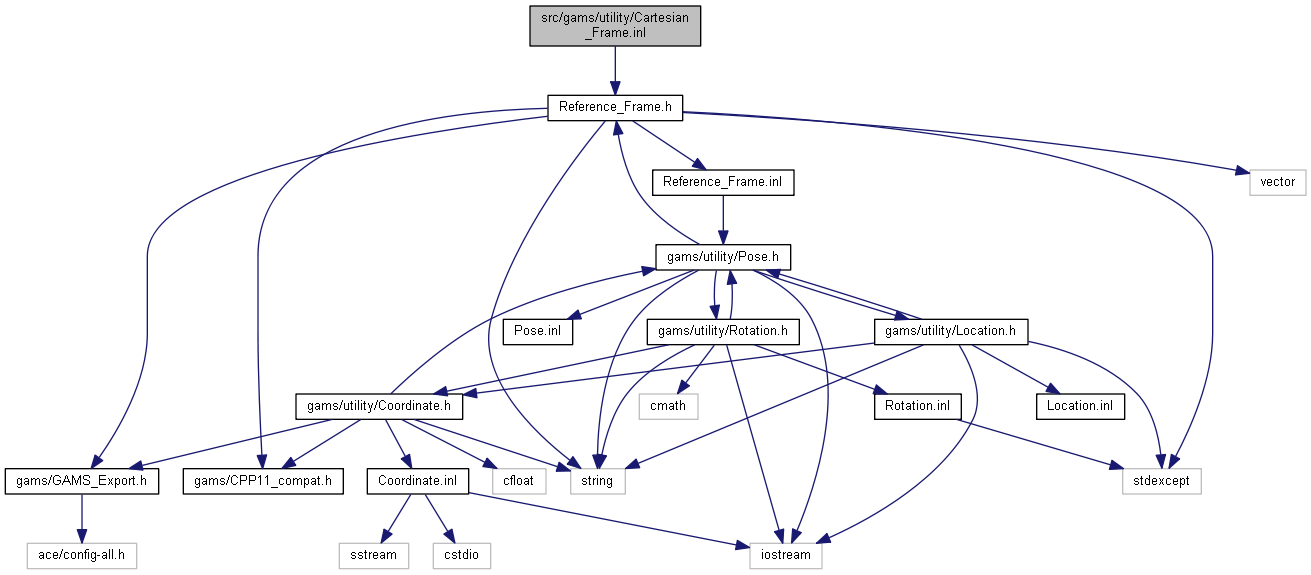 src/gams/utility/Cartesian
_Frame.inl
Reference_Frame.h
Reference_Frame.inl
vector
gams/utility/Pose.h
Pose.inl
gams/utility/Rotation.h
gams/utility/Location.h
gams/utility/Coordinate.h
cmath
Rotation.inl
Location.inl
gams/GAMS_Export.h
gams/CPP11_compat.h
Coordinate.inl
cfloat
string
stdexcept
ace/config-all.h
sstream
cstdio
iostream